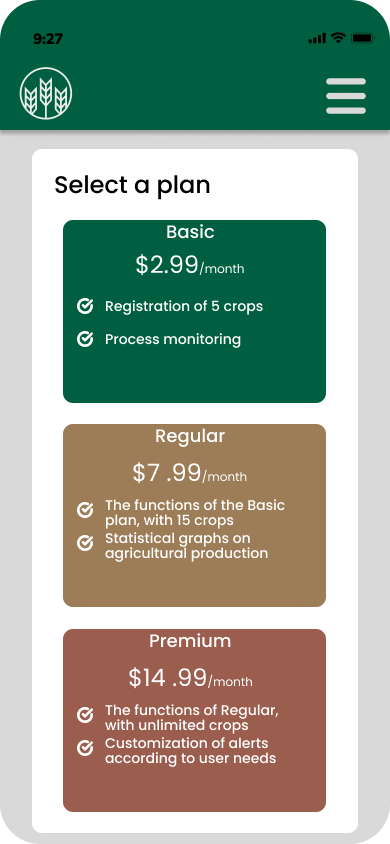 9:27
Select a plan
Basic
$2.99/month
Registration of 5 crops
Process monitoring
Regular
$7 .99/month
The functions of the Basic
plan, with 15 crops
Statistical graphs on
agricultural production
Premium
$14 .99/month
The functions of Regular,
with unlimited crops
Customization of alerts
according to user needs